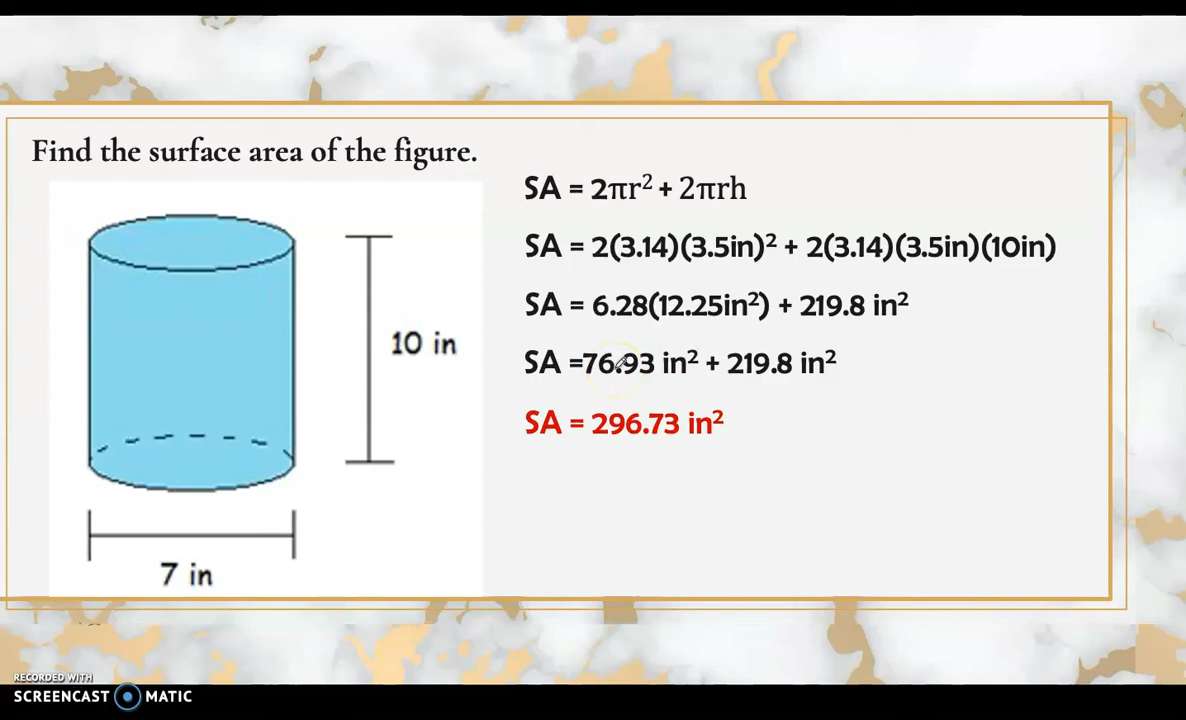 Find the surface area of the figure.
SA = 2πr² + 2πrh
SA = 2(3.14)(3.5in)² + 2(3.14)(3.5in)(10in)
SA = 6.28(12.25in²) + 219.8 in²
SA =76.93 in² + 219.8 in²
SA = 296.73 in²
10 in
7 in
RECORDED WITH
SCREENCAST MATIC